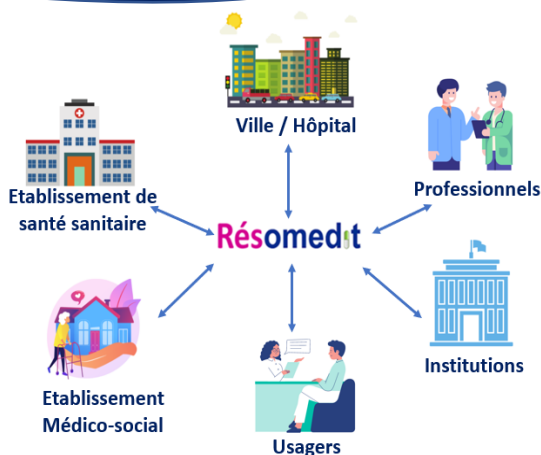 Ville / Hôpital
Etablissement de
santé sanitaire
Professionnels
Résomedit
Etablissement
Médico-social
Institutions
Usagers